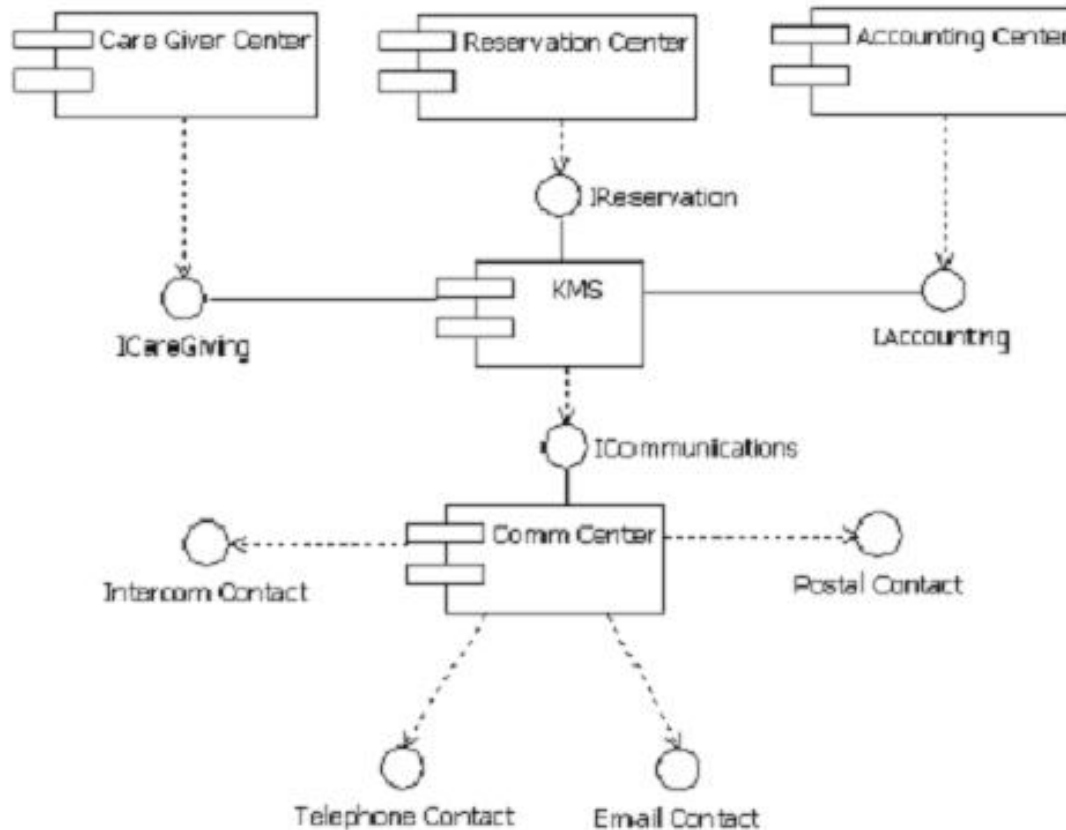 Care Giver Center
Reservation Center
Accounting Center
IReservation
KMS
ICareGiving
IAccounting
ICommunications
Comm Center
Intercom Contact
Postal Contact
Telephone Contact
Email Contact